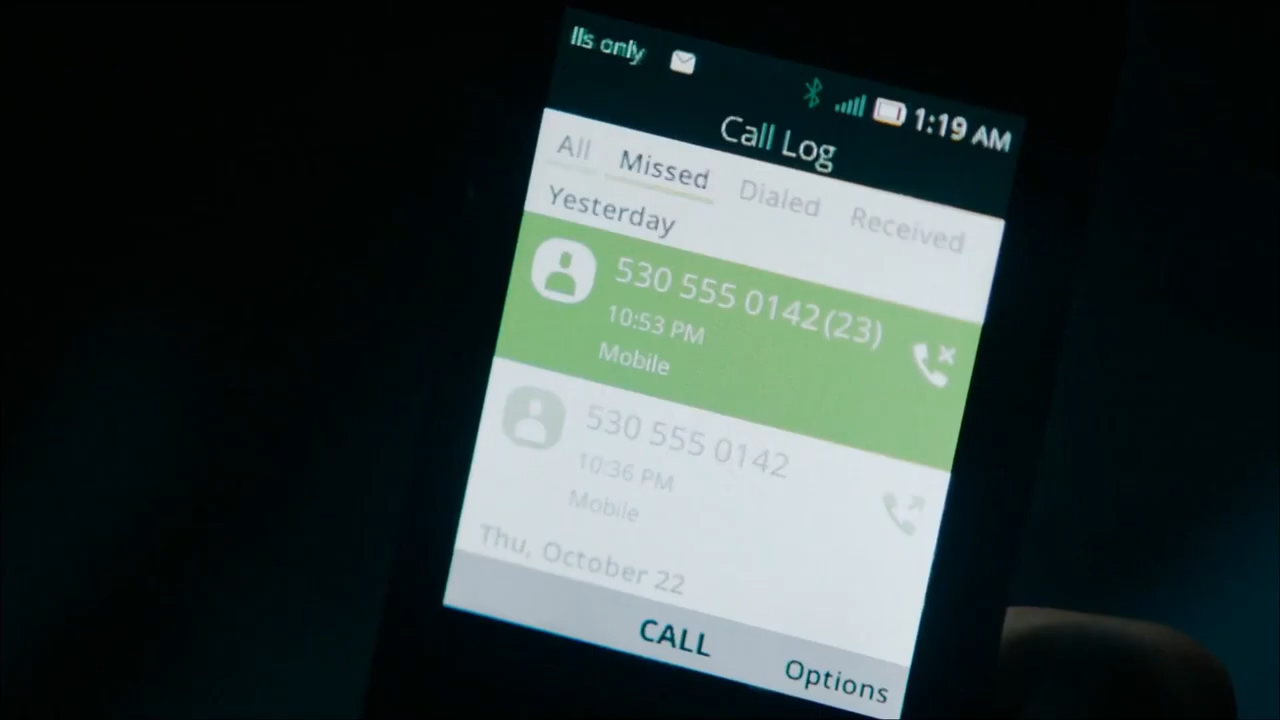 lls only
1:19 AM
Call Log
All Missed Dialed Received
Yesterday
530 555 0142(23)
10:53 PM
Mobile
530 555 0142
10:36 PM
Mobile
Thu, October 22
CALL Options